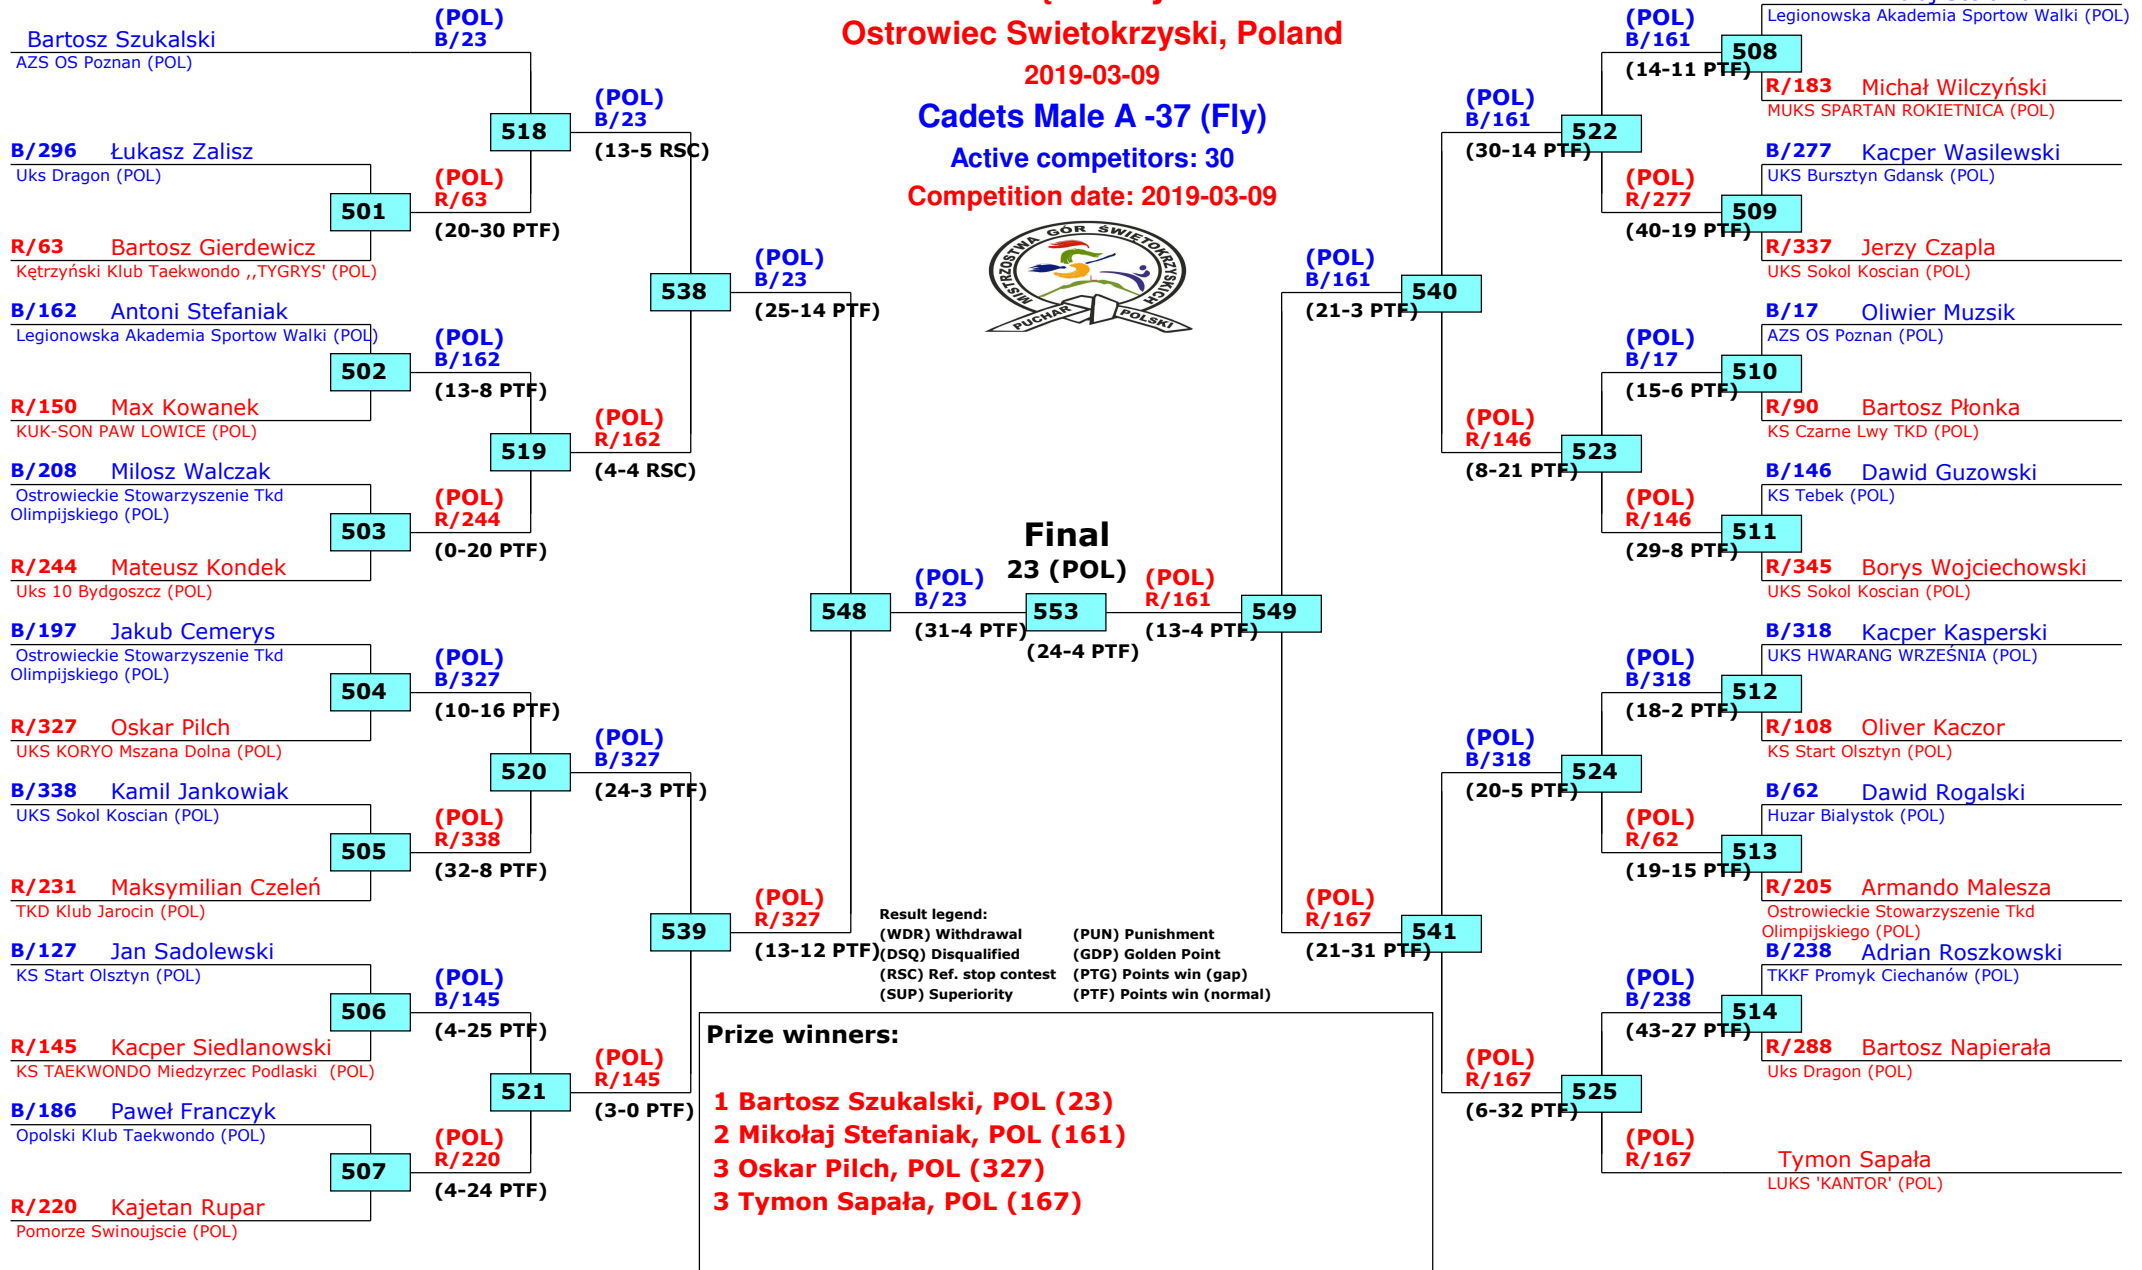 Ostrowiec Swietokrzyski, Poland
2019-03-09
Cadets Male A -37 (Fly)
Active competitors: 30
Competition date: 2019-03-09
MISTRZOSTWA GÓR ŚWIĘTOKRZYSKICH
PUCHAR POLSKI
Bartosz Szukalski
AZS OS Poznan (POL)
(POL)
B/23
B/296 Łukasz Zalisz
Uks Dragon (POL)
501
R/63 Bartosz Gierdewicz
Kętrzyński Klub Taekwondo ,,TYGRYS' (POL)
(POL)
R/63
(20-30 PTF)
518
(POL)
B/23
(13-5 RSC)
B/162 Antoni Stefaniak
Legionowska Akademia Sportow Walki (POL)
502
R/150 Max Kowanek
KUK-SON PAW LOWICE (POL)
(POL)
B/162
(13-8 PTF)
B/208 Milosz Walczak
Ostrowieckie Stowarzyszenie Tkd
Olimpijskiego (POL)
503
R/244 Mateusz Kondek
Uks 10 Bydgoszcz (POL)
(POL)
R/244
(0-20 PTF)
519
(POL)
R/162
(4-4 RSC)
538
(POL)
B/23
(25-14 PTF)
B/197 Jakub Cemerys
Ostrowieckie Stowarzyszenie Tkd
Olimpijskiego (POL)
504
R/327 Oskar Pilch
UKS KORYO Mszana Dolna (POL)
(POL)
B/327
(10-16 PTF)
B/338 Kamil Jankowiak
UKS Sokol Koscian (POL)
505
R/231 Maksymilian Czeleń
TKD Klub Jarocin (POL)
(POL)
R/338
(32-8 PTF)
520
(POL)
B/327
(24-3 PTF)
B/127 Jan Sadolewski
KS Start Olsztyn (POL)
506
R/145 Kacper Siedlanowski
KS TAEKWONDO Miedzyrzec Podlaski (POL)
(POL)
B/145
(4-25 PTF)
B/186 Paweł Franczyk
Opolski Klub Taekwondo (POL)
507
R/220 Kajetan Rupar
Pomorze Swinoujscie (POL)
(POL)
R/220
(4-24 PTF)
521
(POL)
R/145
(3-0 PTF)
539
(POL)
R/327
(13-12 PTF)
548
(POL)
B/23
(31-4 PTF)
Final
23 (POL)
553
(24-4 PTF)
(POL)
R/161
(13-4 PTF)
549
(POL)
B/161
(21-3 PTF)
540
(POL)
B/161
(30-14 PTF)
522
(POL)
B/161
(14-11 PTF)
508
Legionowska Akademia Sportow Walki (POL)
R/183 Michał Wilczyński
MUKS SPARTAN ROKIETNICA (POL)
(POL)
R/277
(40-19 PTF)
509
B/277 Kacper Wasilewski
UKS Bursztyn Gdansk (POL)
R/337 Jerzy Czapla
UKS Sokol Koscian (POL)
(POL)
R/146
(8-21 PTF)
523
(POL)
B/17
(15-6 PTF)
510
B/17 Oliwier Muzsik
AZS OS Poznan (POL)
R/90 Bartosz Płonka
KS Czarne Lwy TKD (POL)
(POL)
R/146
(29-8 PTF)
511
B/146 Dawid Guzowski
KS Tebek (POL)
R/345 Borys Wojciechowski
UKS Sokol Koscian (POL)
(POL)
R/167
(21-31 PTF)
541
(POL)
B/318
(20-5 PTF)
524
(POL)
B/318
(18-2 PTF)
512
B/318 Kacper Kasperski
UKS HWARANG WRZEŚNIA (POL)
R/108 Oliver Kaczor
KS Start Olsztyn (POL)
(POL)
R/62
(19-15 PTF)
513
B/62 Dawid Rogalski
Huzar Bialystok (POL)
R/205 Armando Malesza
Ostrowieckie Stowarzyszenie Tkd
Olimpijskiego (POL)
(POL)
R/167
(6-32 PTF)
525
(POL)
B/238
(43-27 PTF)
514
B/238 Adrian Roszkowski
TKKF Promyk Ciechanów (POL)
R/288 Bartosz Napierała
Uks Dragon (POL)
(POL)
R/167
Tymon Sapała
LUKS 'KANTOR' (POL)
Result legend:
(WDR) Withdrawal (PUN) Punishment
(DSQ) Disqualified (GDP) Golden Point
(RSC) Ref. stop contest (PTG) Points win (gap)
(SUP) Superiority (PTF) Points win (normal)
Prize winners:
1 Bartosz Szukalski, POL (23)
2 Mikołaj Stefaniak, POL (161)
3 Oskar Pilch, POL (327)
3 Tymon Sapała, POL (167)